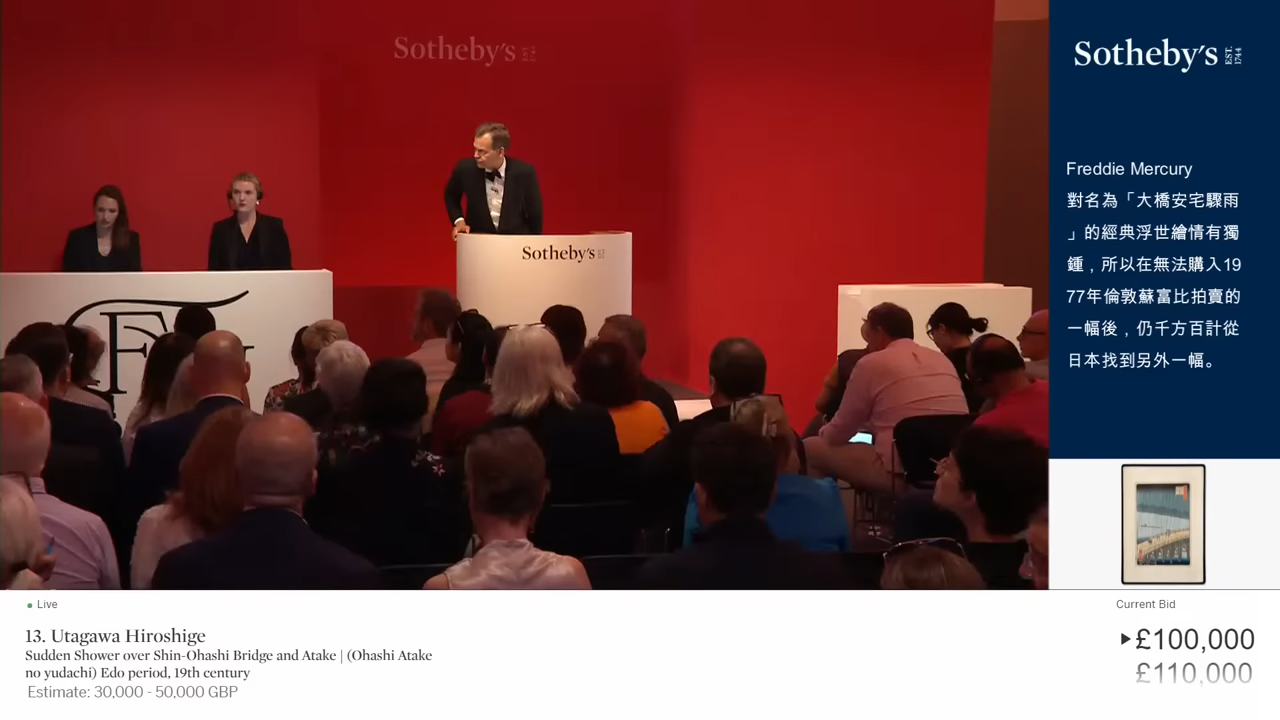 Sotheby's EST. 1744
Sotheby's EST. 1744
Freddie Mercury
對名為「大橋安宅驟雨
」的經典浮世繪情有獨
鍾，所以在無法購入19
77年倫敦蘇富比拍賣的
一幅後，仍千方百計從
日本找到另外一幅。
Sotheby's
F
Live
13. Utagawa Hiroshige
Sudden Shower over Shin-Ohashi Bridge and Atake | (Ohashi Atake
no yudachi) Edo period, 19th century
Estimate: 30,000 - 50,000 GBP
Current Bid
£100,000
£110,000